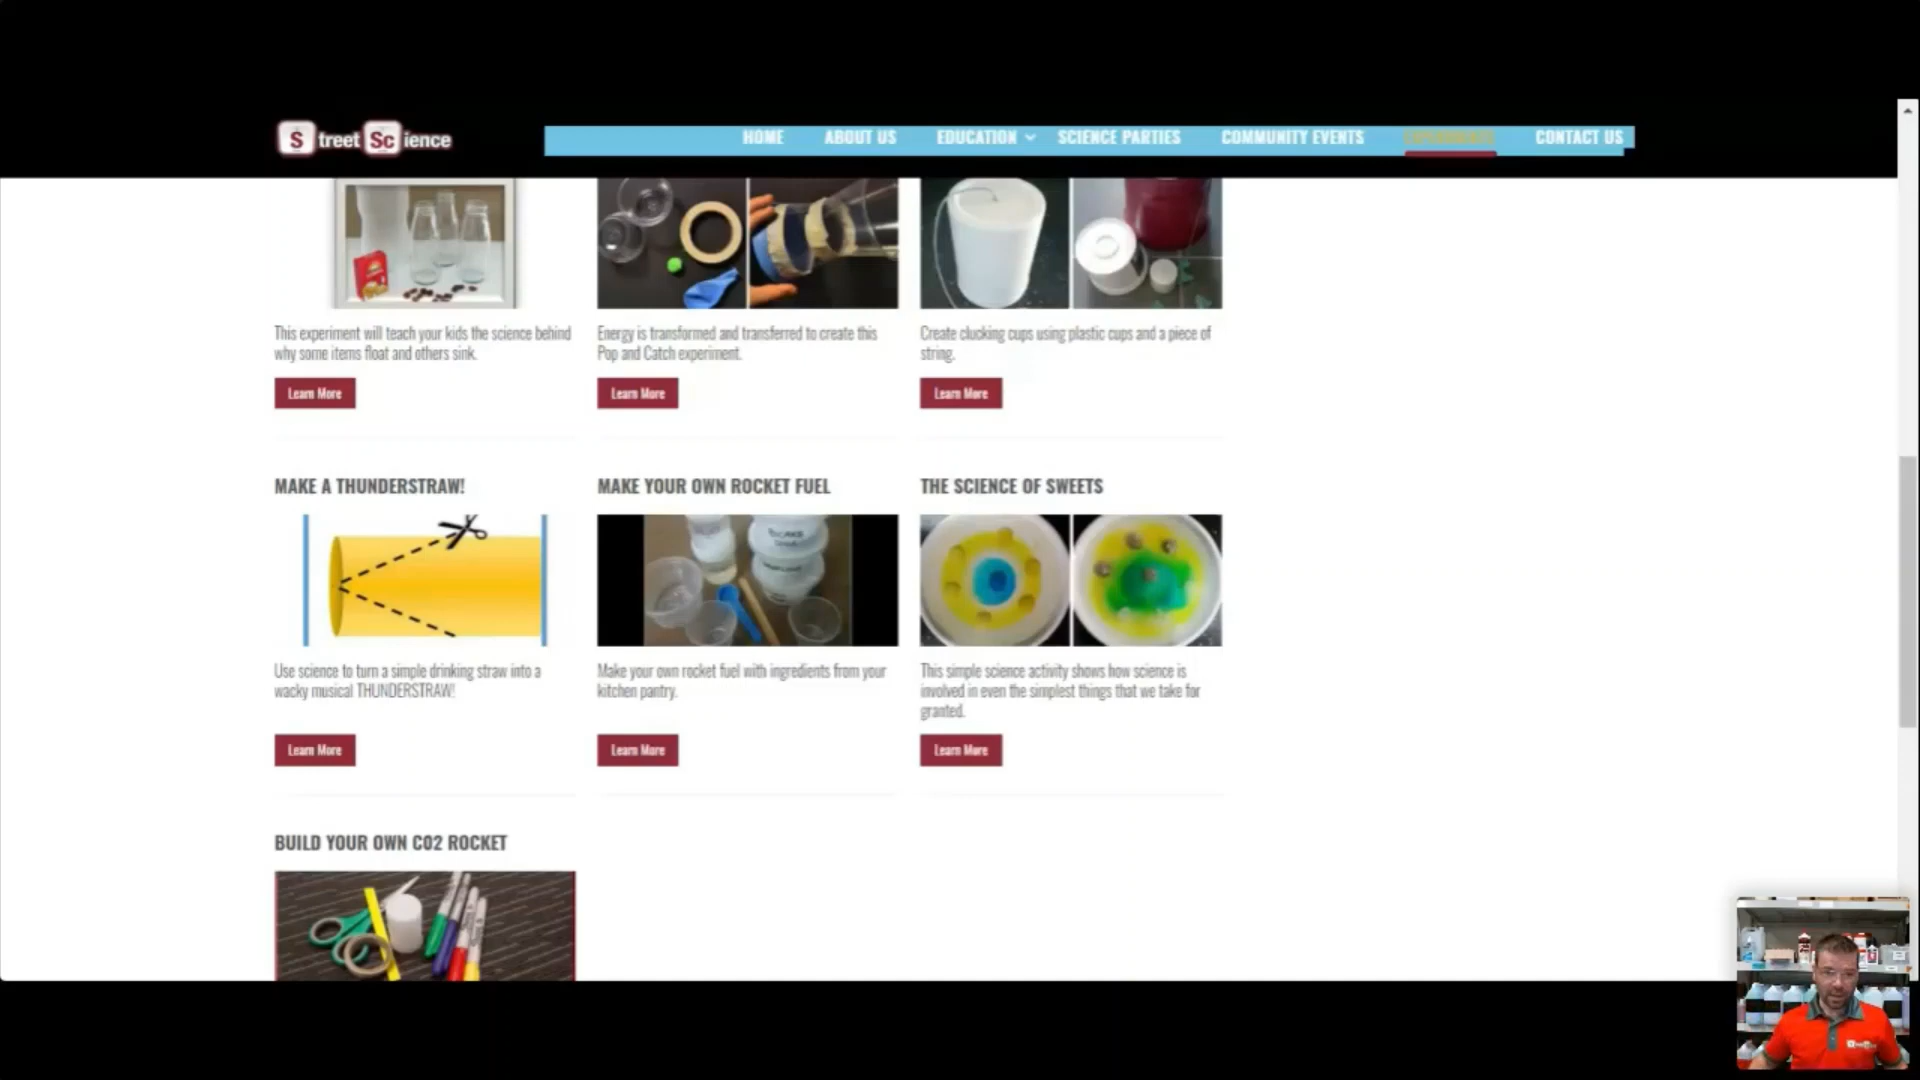 Street Science
HOME ABOUT US EDUCATION SCIENCE PARTIES COMMUNITY EVENTS EXPERIMENTS CONTACT US
This experiment will teach your kids the science behind
why some items float and others sink.
Learn More
Energy is transformed and transferred to create this
Pop and Catch experiment.
Learn More
Create clucking cups using plastic cups and a piece of
string.
Learn More
MAKE A THUNDERSTRAW!
Use science to turn a simple drinking straw into a
wacky musical THUNDERSTRAW!
Learn More
MAKE YOUR OWN ROCKET FUEL
Make your own rocket fuel with ingredients from your
kitchen pantry.
Learn More
THE SCIENCE OF SWEETS
This simple science activity shows how science is
involved in even the simplest things that we take for
granted.
Learn More
BUILD YOUR OWN CO2 ROCKET